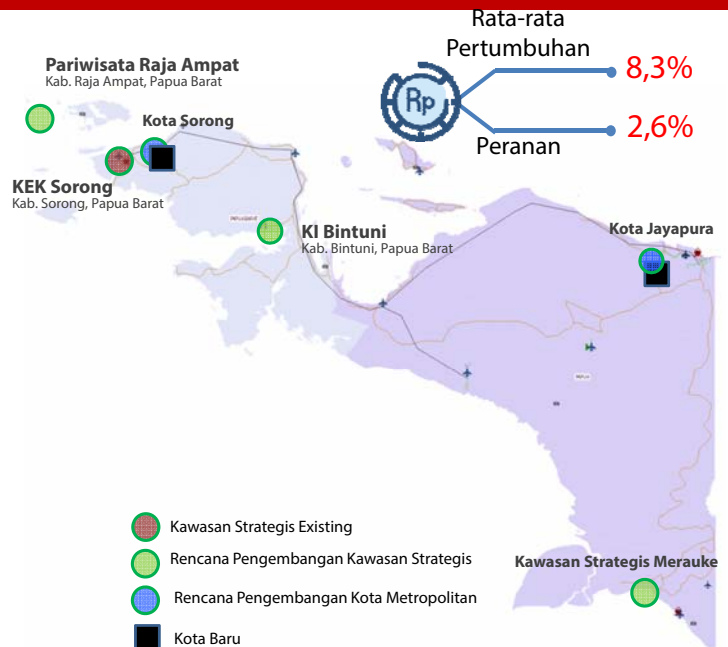 Rata-rata
Pertumbuhan
8,3%
Rp
2,6%
Peranan
Pariwisata Raja Ampat
Kab. Raja Ampat, Papua Barat
Kota Sorong
KEK Sorong
Kab. Sorong, Papua Barat
KI Bintuni
Kab. Bintuni, Papua Barat
Kota Jayapura
Kawasan Strategis Existing
Rencana Pengembangan Kawasan Strategis
Rencana Pengembangan Kota Metropolitan
Kota Baru
Kawasan Strategis Merauke